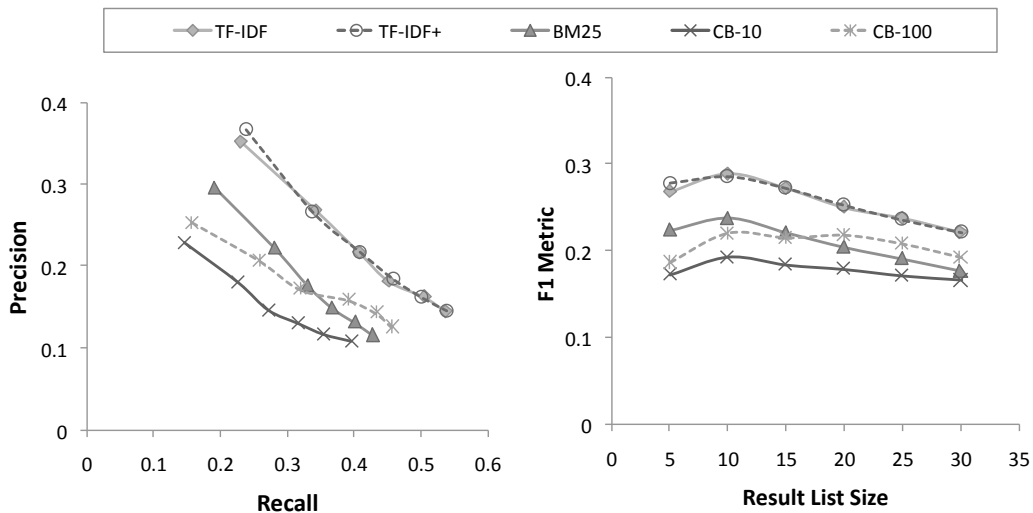 TF-IDF TF-IDF+ BM25 CB-10 CB-100
Precision
0.4
0.3
0.2
0.1
0
0 0.1 0.2 0.3 0.4 0.5 0.6
Recall
F1 Metric
0.4
0.3
0.2
0.1
0.0
0 5 10 15 20 25 30 35
Result List Size